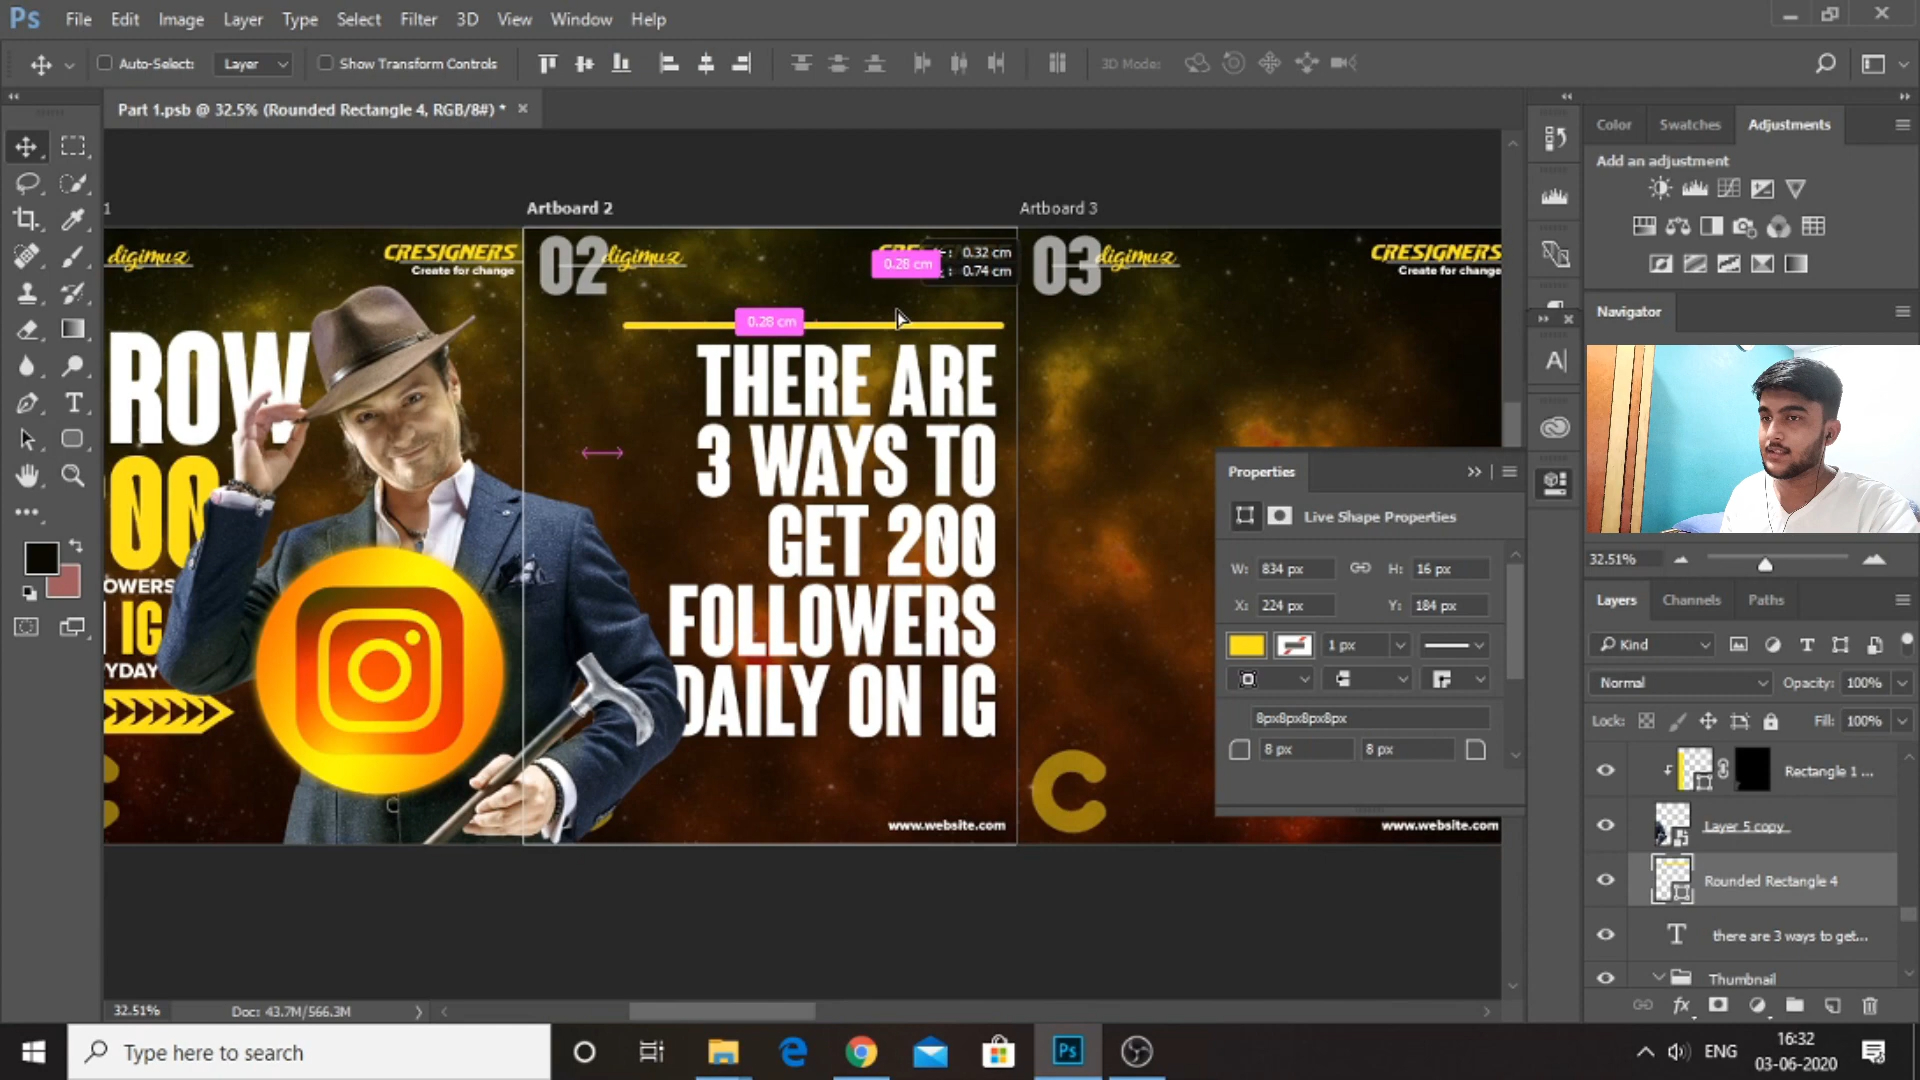 Ps File Edit Image Layer Type Select Filter 3D View Window Help
Auto-Select: Layer Show Transform Controls 3D Mode:
Part 1.psb @ 32.5% (Rounded Rectangle 4, RGB/8#) *
Color Swatches Adjustments
Add an adjustment
Navigator
32.51%
1
Artboard 2
Artboard 3
digimuz
CRESIGNERS
Create for change
ROW
00
OWERS
IG
YDAY
02
digimuz
0.28 cm
: 0.32 cm
: 0.74 cm
0.28 cm
THERE ARE
3 WAYS TO
GET 200
FOLLOWERS
DAILY ON IG
www.website.com
03
digimuz
CRESIGNERS
Create for change
C
www.website.com
Properties
Live Shape Properties
W: 834 px H: 16 px
X: 224 px Y: 184 px
1 px
8px8px8px8px
8 px 8 px
Layers Channels Paths
Kind
Normal Opacity: 100%
Lock: Fill: 100%
Rectangle 1 ...
Layer 5 copy
Rounded Rectangle 4
there are 3 ways to get...
Thumbnail
fx
32.51% Doc: 43.7M/566.3M
Type here to search
Ps
ENG
16:32
03-06-2020